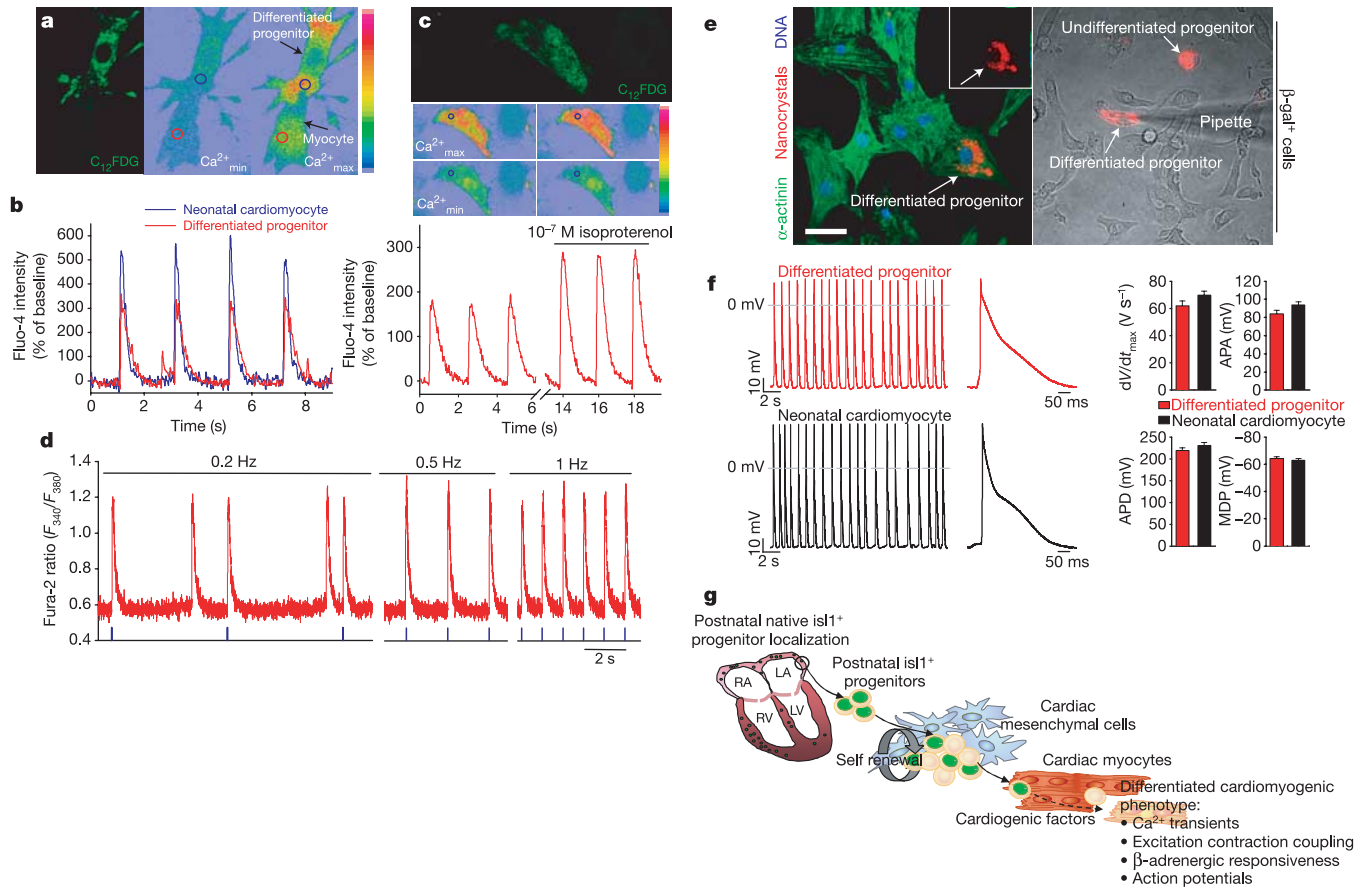 a
Differentiated
progenitor
Myocyte
C₁₂FDG
Ca²⁺min
Ca²⁺max
b
Neonatal cardiomyocyte
Differentiated progenitor
Fluo-4 intensity
(% of baseline)
600
500
400
300
200
100
0
0 2 4 6 8
Time (s)
c
C₁₂FDG
Ca²⁺max
Ca²⁺min
10⁻⁷ M isoproterenol
Fluo-4 intensity
(% of baseline)
300
200
100
0
0 2 4 6 14 16 18
Time (s)
d
0.2 Hz 0.5 Hz 1 Hz
Fura-2 ratio (F₃₄₀/F₃₈₀)
1.4
1.2
1.0
0.8
0.6
0.4
2 s
e
α-actinin Nanocrystals DNA
Differentiated progenitor
Undifferentiated progenitor
Pipette
Differentiated progenitor
β-gal⁺ cells
f
Differentiated progenitor
0 mV
10 mV
2 s
50 ms
Neonatal cardiomyocyte
0 mV
10 mV
2 s
50 ms
dV/dtmax (V s⁻¹)
80
60
40
20
0
APA (mV)
120
100
80
60
40
20
0
Differentiated progenitor
Neonatal cardiomyocyte
APD (mV)
250
200
150
100
50
0
MDP (mV)
−80
−60
−40
−20
0
g
Postnatal native isl1⁺
progenitor localization
RA
LA
RV
LV
Postnatal isl1⁺
progenitors
Cardiac
mesenchymal cells
Self renewal
Cardiac myocytes
Cardiogenic factors
Differentiated cardiomyogenic
phenotype:
• Ca²⁺ transients
• Excitation contraction coupling
• β-adrenergic responsiveness
• Action potentials